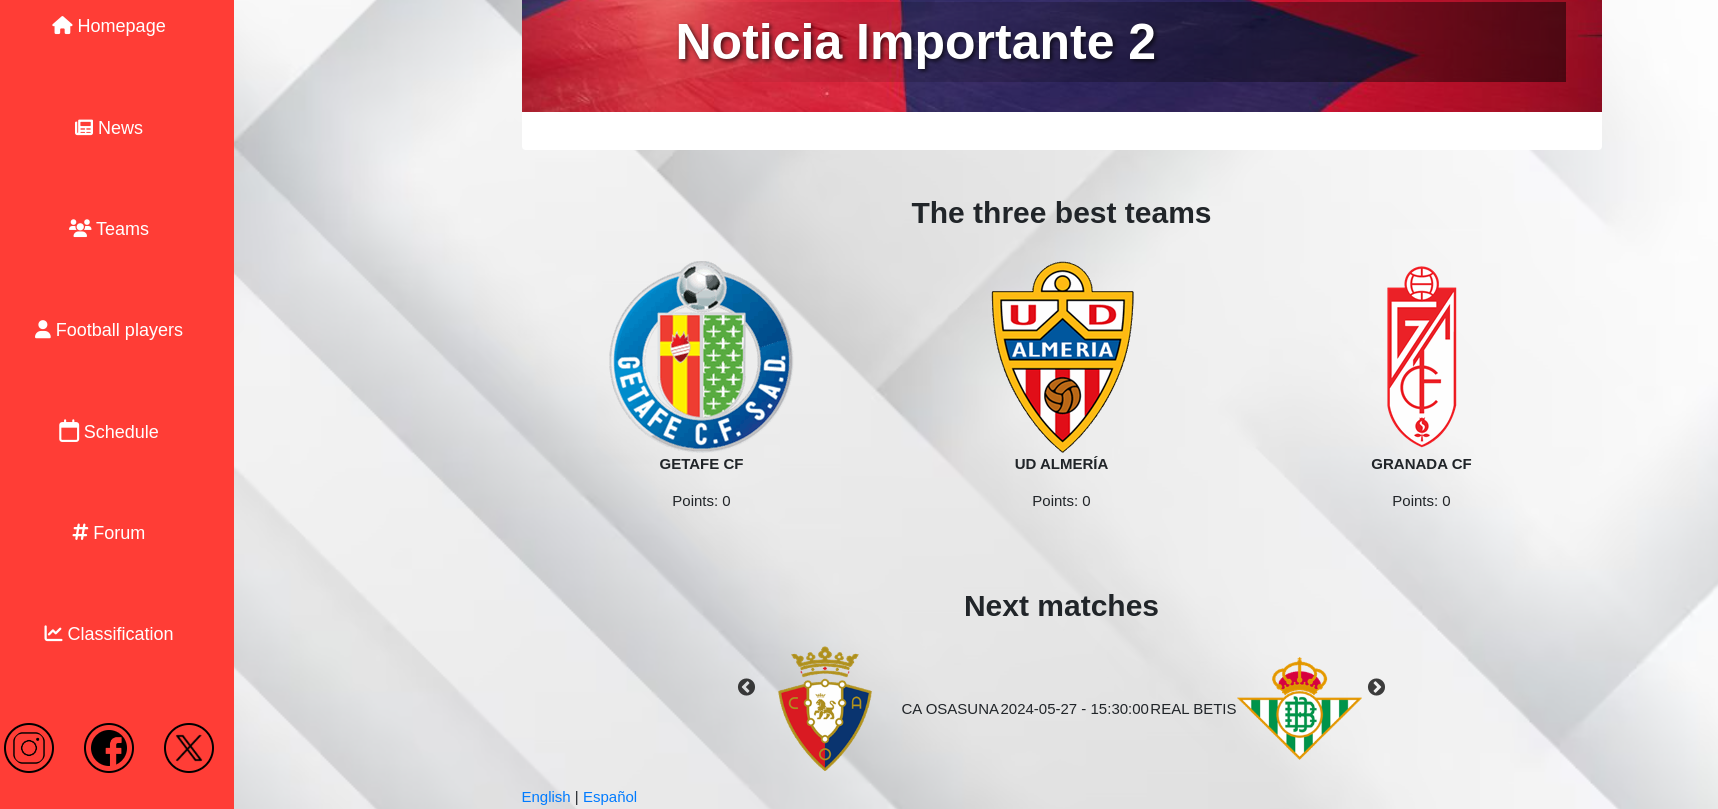 Homepage
News
Teams
Football players
Schedule
Forum
Classification
Noticia Importante 2
The three best teams
GETAFE C.F. S.A.D.
GETAFE CF
Points: 0
U D
ALMERIA
UD ALMERÍA
Points: 0
GRANADA CF
Points: 0
Next matches
C A
O
CA OSASUNA 2024-05-27 - 15:30:00 REAL BETIS
English | Español